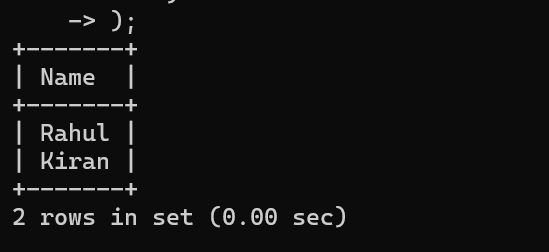 -> );
+-------+
| Name  |
+-------+
| Rahul |
| Kiran |
+-------+
2 rows in set (0.00 sec)